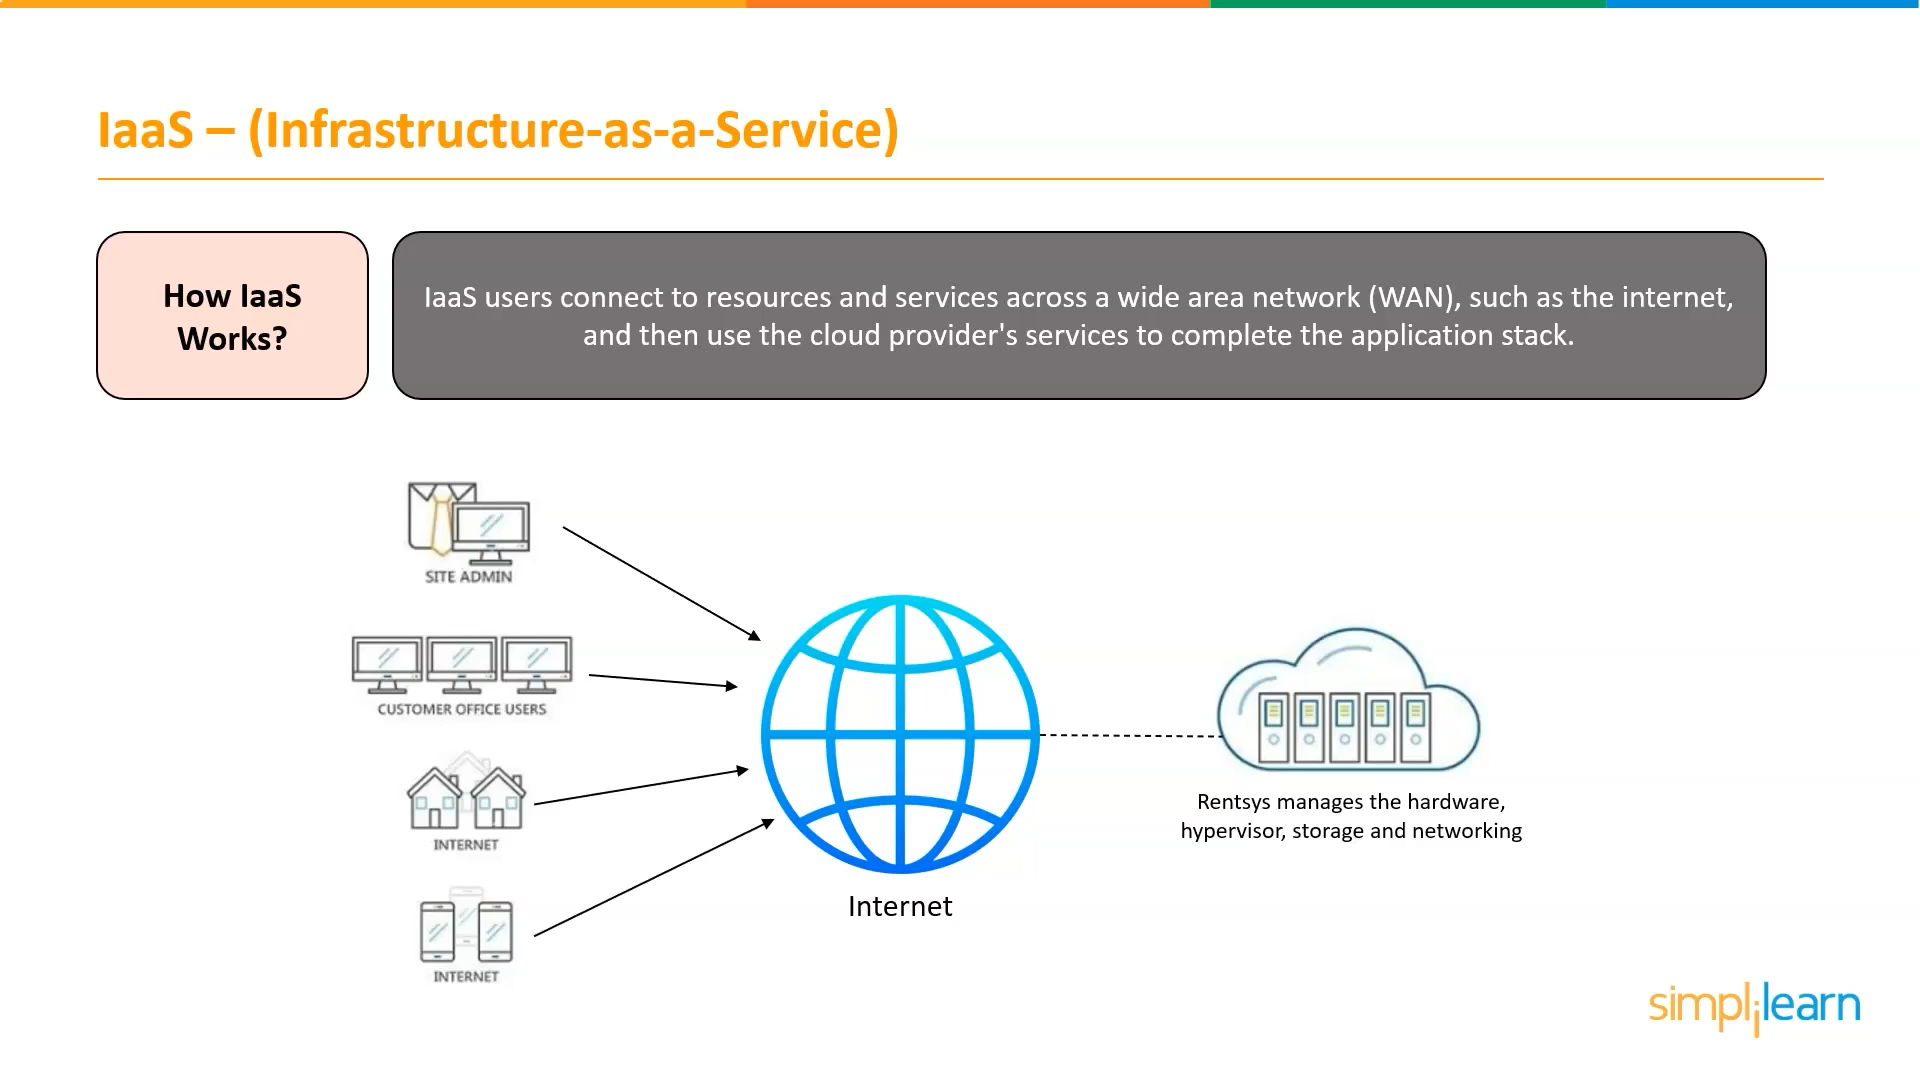 IaaS – (Infrastructure-as-a-Service)
How IaaS
Works?
IaaS users connect to resources and services across a wide area network (WAN), such as the internet,
and then use the cloud provider's services to complete the application stack.
SITE ADMIN
CUSTOMER OFFICE USERS
INTERNET
INTERNET
Internet
Rentsys manages the hardware,
hypervisor, storage and networking
simplilearn